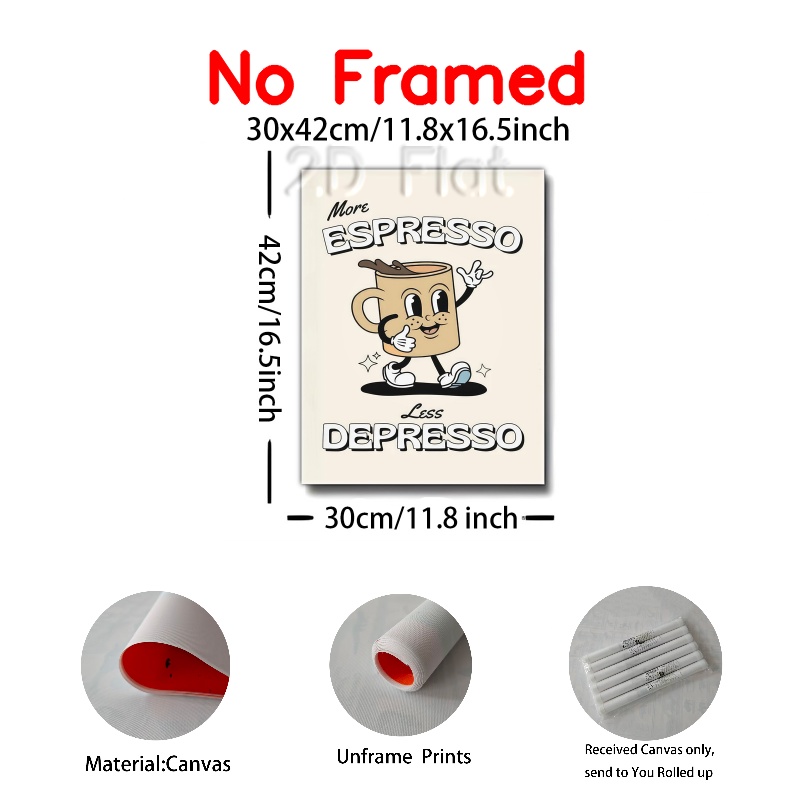 No Framed
30x42cm/11.8x16.5inch
2D Flat
42cm/16.5inch
More
ESPRESSO
Less
DEPRESSO
30cm/11.8 inch
Material:Canvas
Unframe Prints
Received Canvas only,
send to You Rolled up